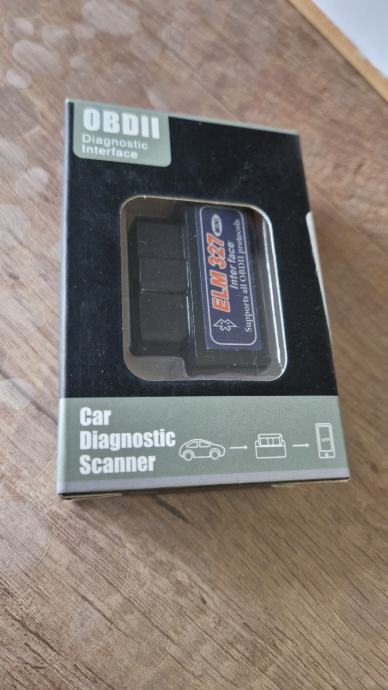 OBDII
Diagnostic
Interface
ELM 327
Interface
Supports all OBDII protocols
Car
Diagnostic
Scanner